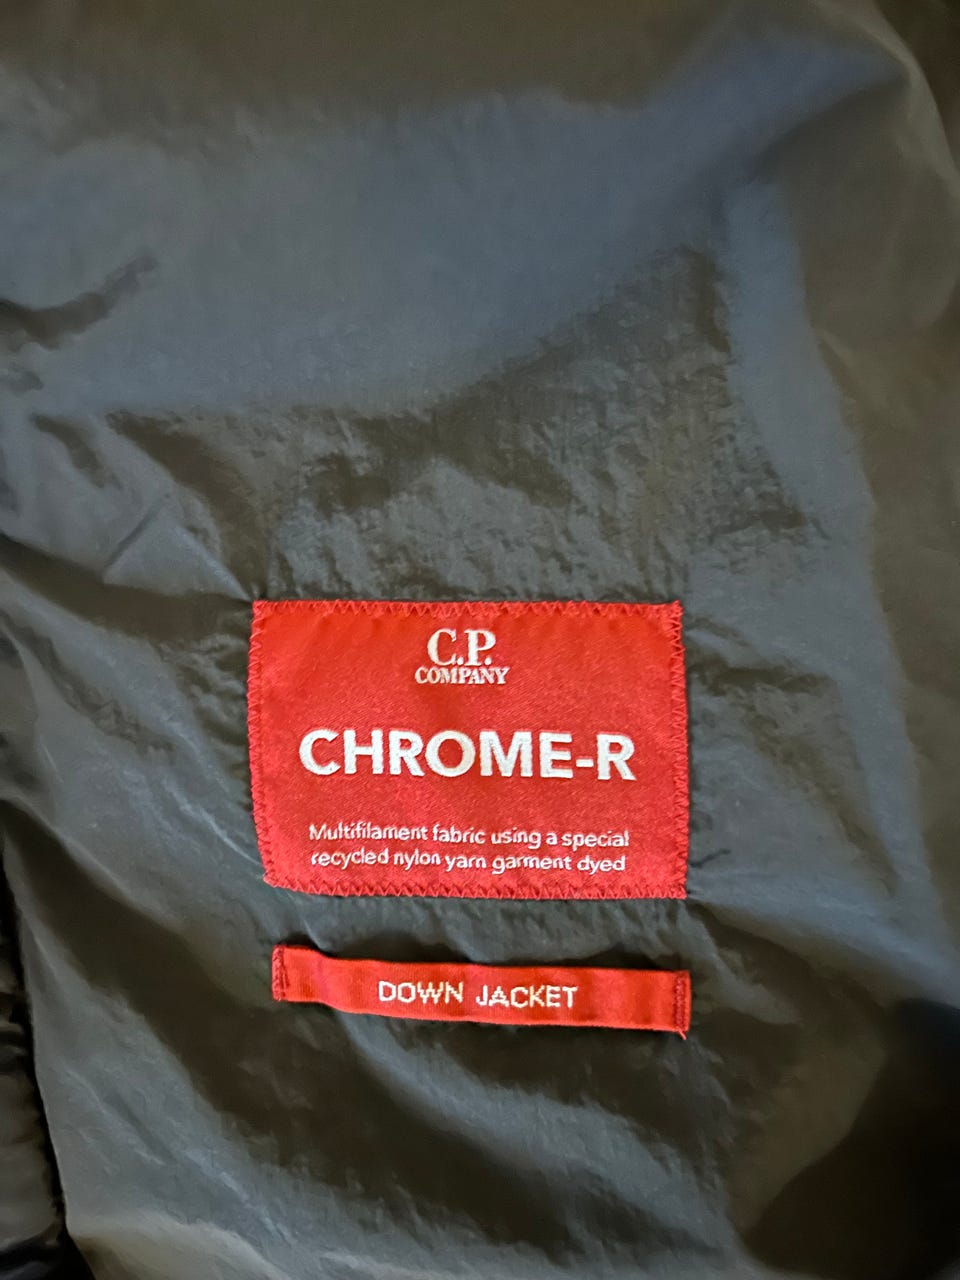 C.P.
COMPANY
CHROME-R
Multifilament fabric using a special
recycled nylon yarn garment dyed
DOWN JACKET